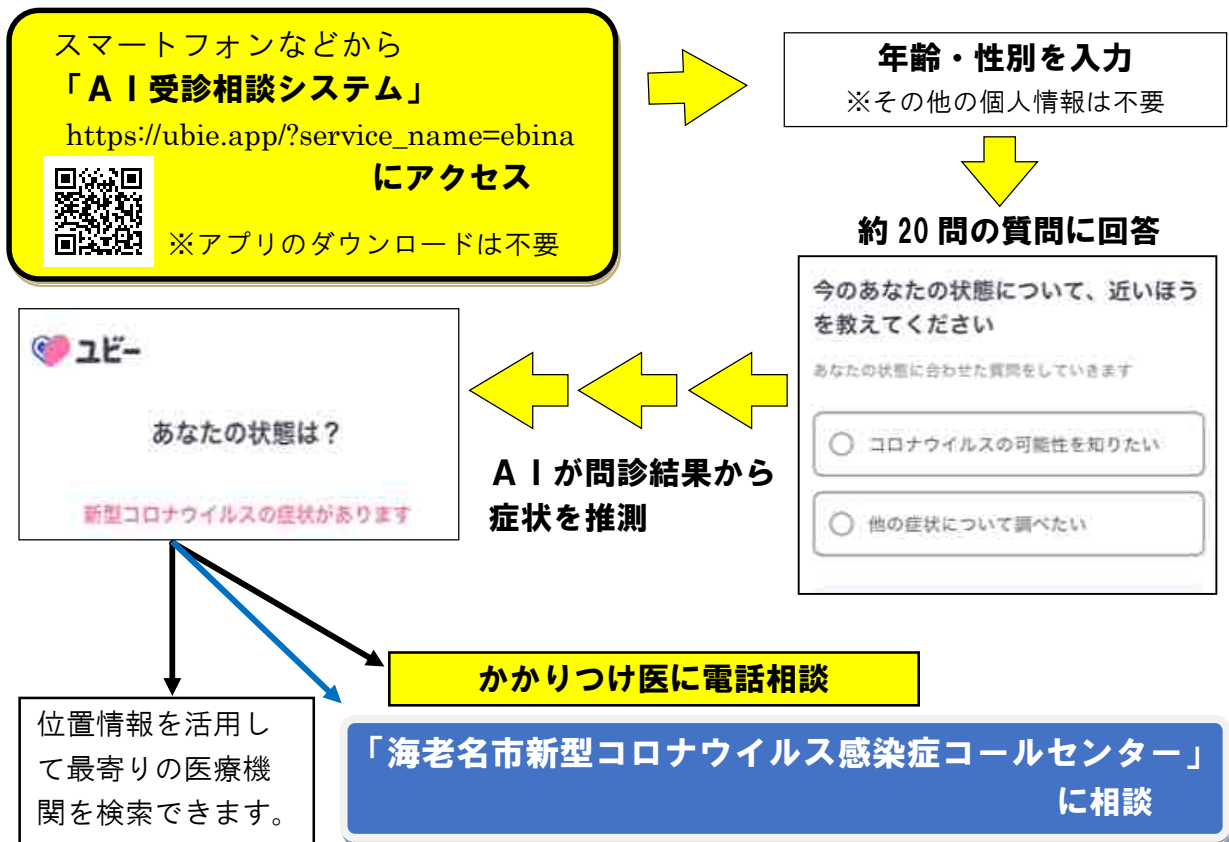 スマートフォンなどから
「ＡＩ受診相談システム」
https://ubie.app/?service_name=ebina
にアクセス
※アプリのダウンロードは不要
年齢・性別を入力
※その他の個人情報は不要
約20問の質問に回答
今のあなたの状態について、近いほう
を教えてください
あなたの状態に合わせた質問をしていきます
コロナウイルスの可能性を知りたい
他の症状について調べたい
ＡＩが問診結果から
症状を推測
ユビー
あなたの状態は？
新型コロナウイルスの症状があります
かかりつけ医に電話相談
「海老名市新型コロナウイルス感染症コールセンター」
に相談
位置情報を活用し
て最寄りの医療機
関を検索できます。